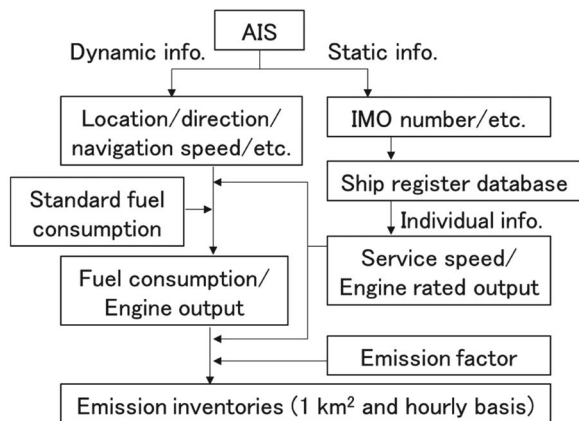 AIS
Dynamic info.
Static info.
Location/direction/
navigation speed/etc.
IMO number/etc.
Ship register database
Standard fuel
consumption
Individual info.
Service speed/
Engine rated output
Fuel consumption/
Engine output
Emission factor
Emission inventories (1 km² and hourly basis)